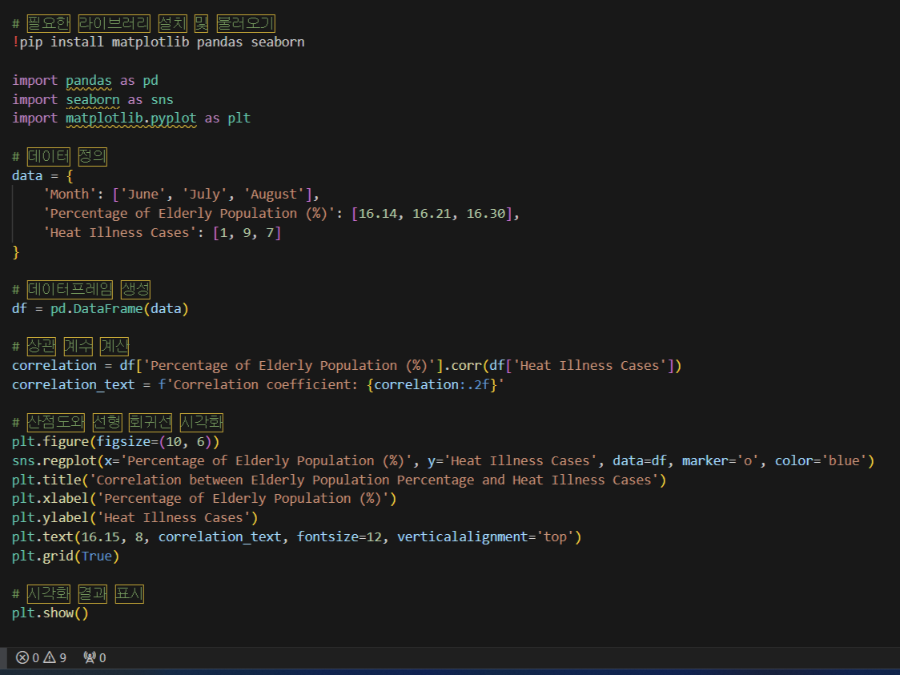 # 필요한 라이브러리 설치 및 불러오기
!pip install matplotlib pandas seaborn
import pandas as pd
import seaborn as sns
import matplotlib.pyplot as plt
# 데이터 정의
data = {
'Month': ['June', 'July', 'August'],
'Percentage of Elderly Population (%)': [16.14, 16.21, 16.30],
'Heat Illness Cases': [1, 9, 7]
}
# 데이터프레임 생성
df = pd.DataFrame(data)
# 상관 계수 계산
correlation = df['Percentage of Elderly Population (%)'].corr(df['Heat Illness Cases'])
correlation_text = f'Correlation coefficient: {correlation:.2f}'
# 산점도와 선형 회귀선 시각화
plt.figure(figsize=(10, 6))
sns.regplot(x='Percentage of Elderly Population (%)', y='Heat Illness Cases', data=df, marker='o', color='blue')
plt.title('Correlation between Elderly Population Percentage and Heat Illness Cases')
plt.xlabel('Percentage of Elderly Population (%)')
plt.ylabel('Heat Illness Cases')
plt.text(16.15, 8, correlation_text, fontsize=12, verticalalignment='top')
plt.grid(True)
# 시각화 결과 표시
plt.show()
0 9 0